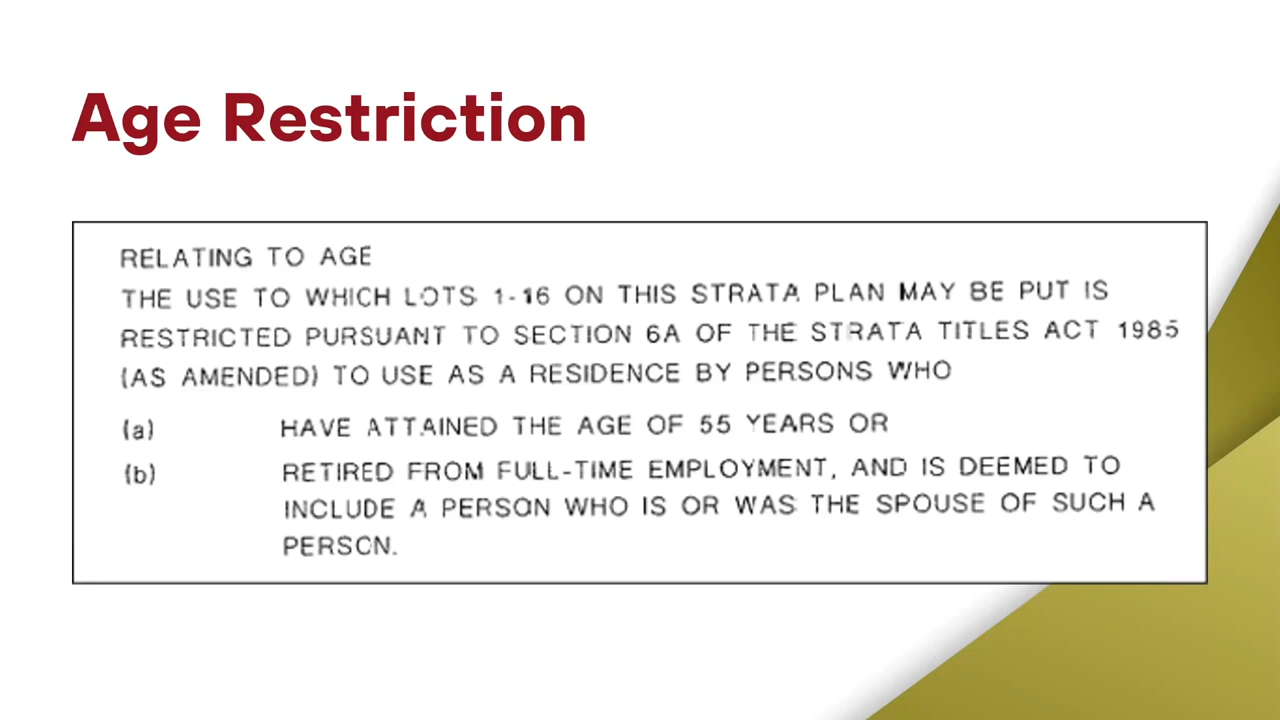 Age Restriction
RELATING TO AGE
THE USE TO WHICH LOTS 1-16 ON THIS STRATA PLAN MAY BE PUT IS
RESTRICTED PURSUANT TO SECTION 6A OF THE STRATA TITLES ACT 1985
(AS AMENDED) TO USE AS A RESIDENCE BY PERSONS WHO
(a) HAVE ATTAINED THE AGE OF 55 YEARS OR
(b) RETIRED FROM FULL-TIME EMPLOYMENT, AND IS DEEMED TO
INCLUDE A PERSON WHO IS OR WAS THE SPOUSE OF SUCH A
PERSON.